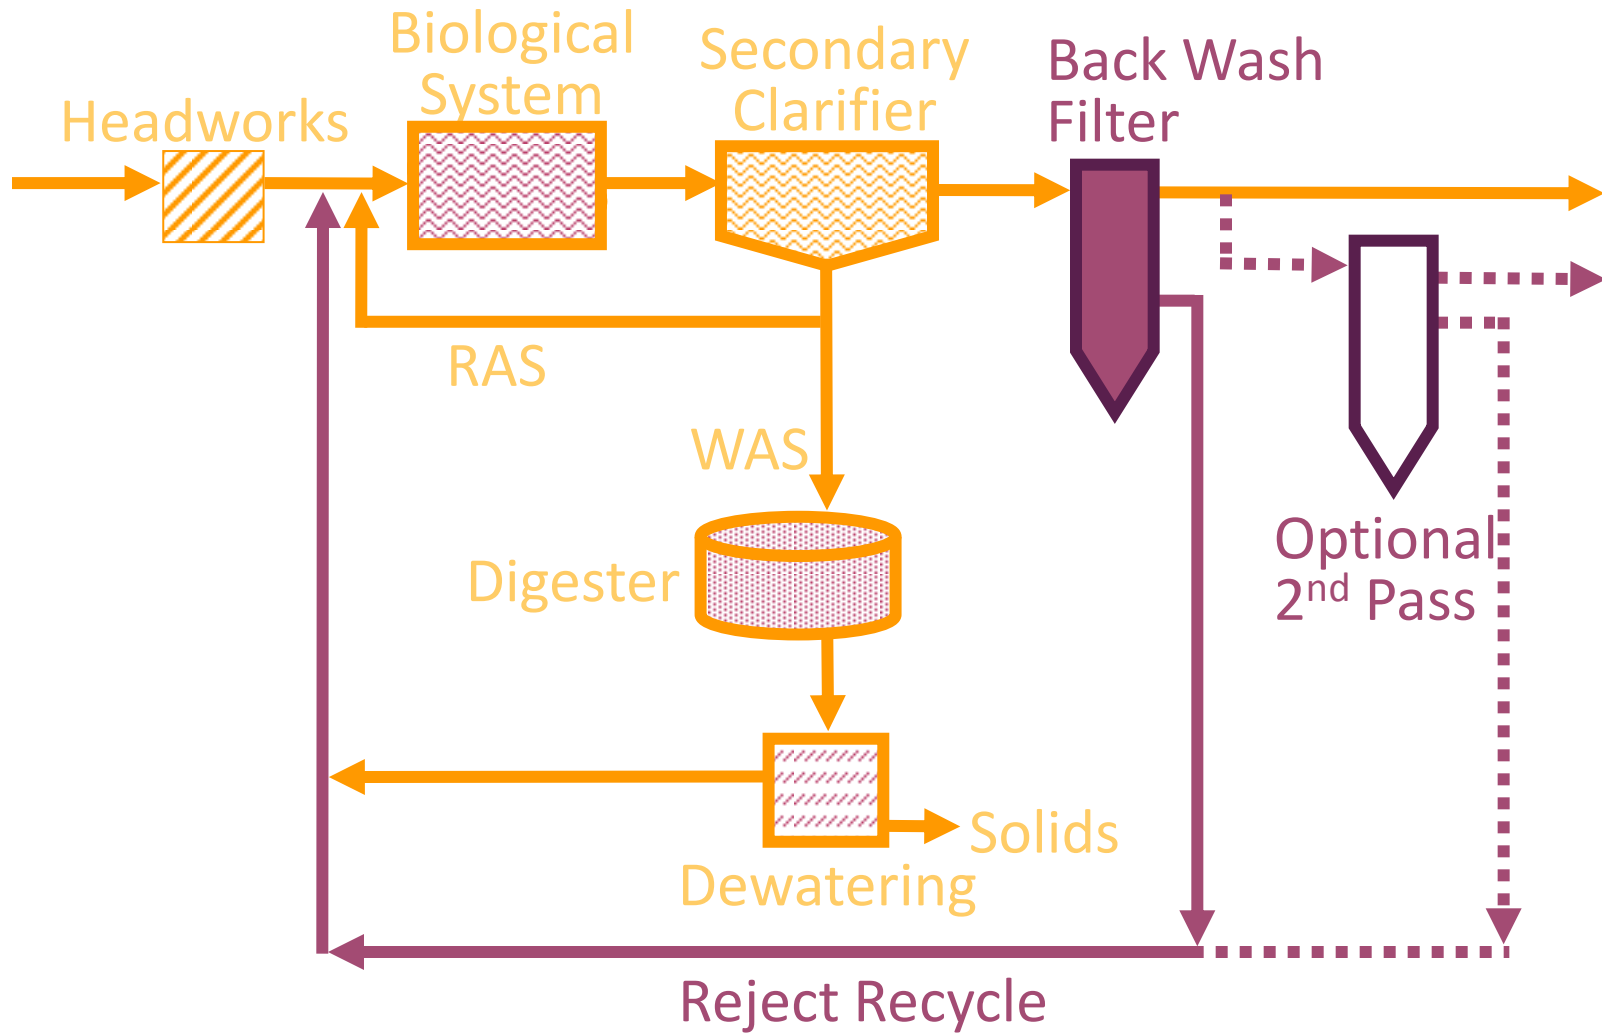 Biological
System
Secondary
Clarifier
Back Wash
Filter
Headworks
RAS
WAS
Optional
2nd Pass
Digester
Solids
Dewatering
Reject Recycle